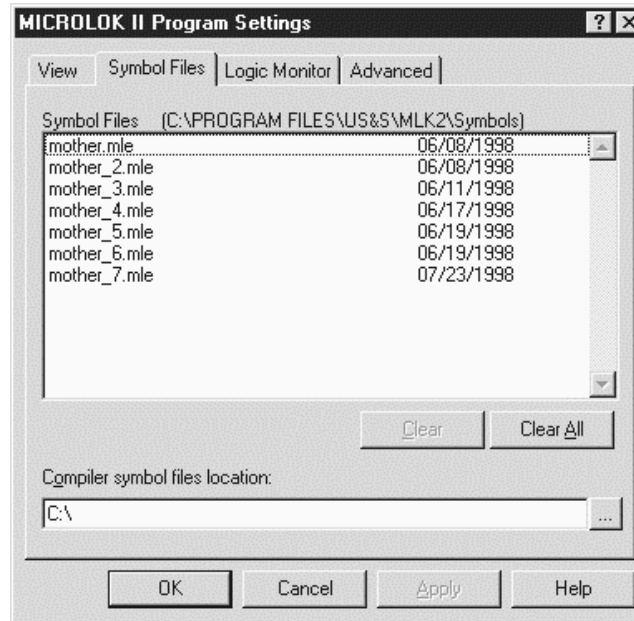 MICROLOK II Program Settings ? X
View Symbol Files Logic Monitor Advanced
Symbol Files (C:\PROGRAM FILES\US&S\MLK2\Symbols)
mother.mle 06/08/1998
mother_2.mle 06/08/1998
mother_3.mle 06/11/1998
mother_4.mle 06/17/1998
mother_5.mle 06/19/1998
mother_6.mle 06/19/1998
mother_7.mle 07/23/1998
Clear Clear All
Compiler symbol files location:
C:\ ...
OK Cancel Apply Help